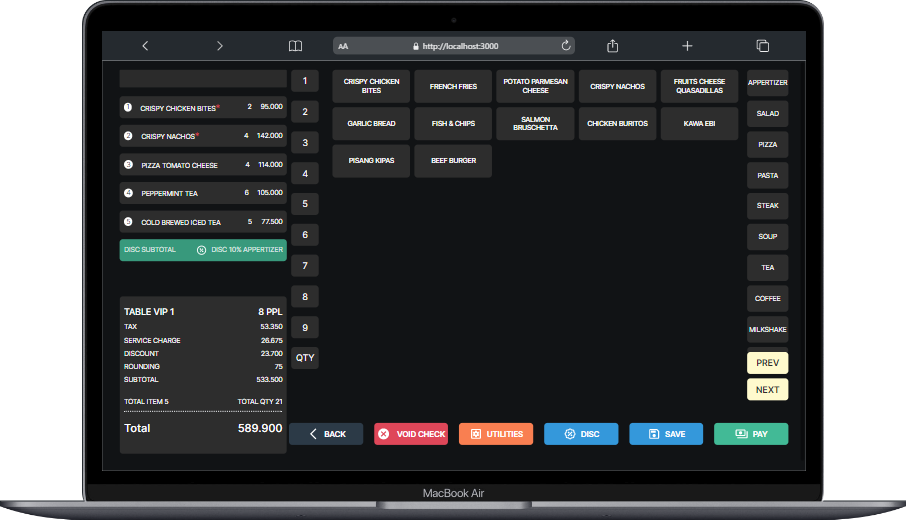 AA
http://localhost:3000
1 CRISPY CHICKEN BITES* 2 95.000
2 CRISPY NACHOS* 4 142.000
3 PIZZA TOMATO CHEESE 4 114.000
4 PEPPERMINT TEA 6 105.000
5 COLD BREWED ICED TEA 5 77.500
DISC SUBTOTAL DISC 10% APPERTIZER
TABLE VIP 1 8 PPL
TAX 53.350
SERVICE CHARGE 26.675
DISCOUNT 23.700
ROUNDING 75
SUBTOTAL 533.500
TOTAL ITEM 5 TOTAL QTY 21
Total 589.900
1
2
3
4
5
6
7
8
9
QTY
CRISPY CHICKEN
BITES
FRENCH FRIES
POTATO PARMESAN
CHEESE
CRISPY NACHOS
FRUITS CHEESE
QUASADILLAS
GARLIC BREAD
FISH & CHIPS
SALMON
BRUSCHETTA
CHICKEN BURITOS
KAWA EBI
PISANG KIPAS
BEEF BURGER
APPERTIZER
SALAD
PIZZA
PASTA
STEAK
SOUP
TEA
COFFEE
MILKSHAKE
PREV
NEXT
BACK
VOID CHECK
UTILITIES
DISC
SAVE
PAY
MacBook Air